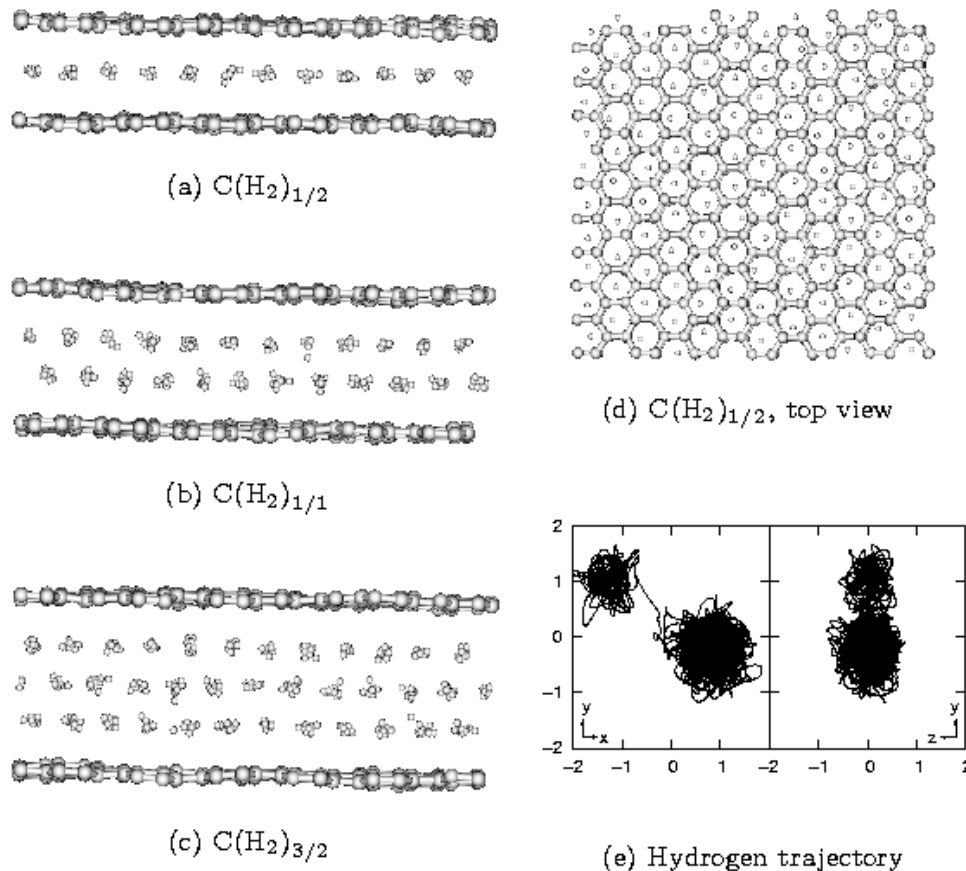 (a) C(H₂)₁/₂
(b) C(H₂)₁/₁
(c) C(H₂)₃/₂
(d) C(H₂)₁/₂, top view
2
1
0
−1
−2
y
x
y
z
−2 −1 0 1 2 −1 0 1 2
(e) Hydrogen trajectory